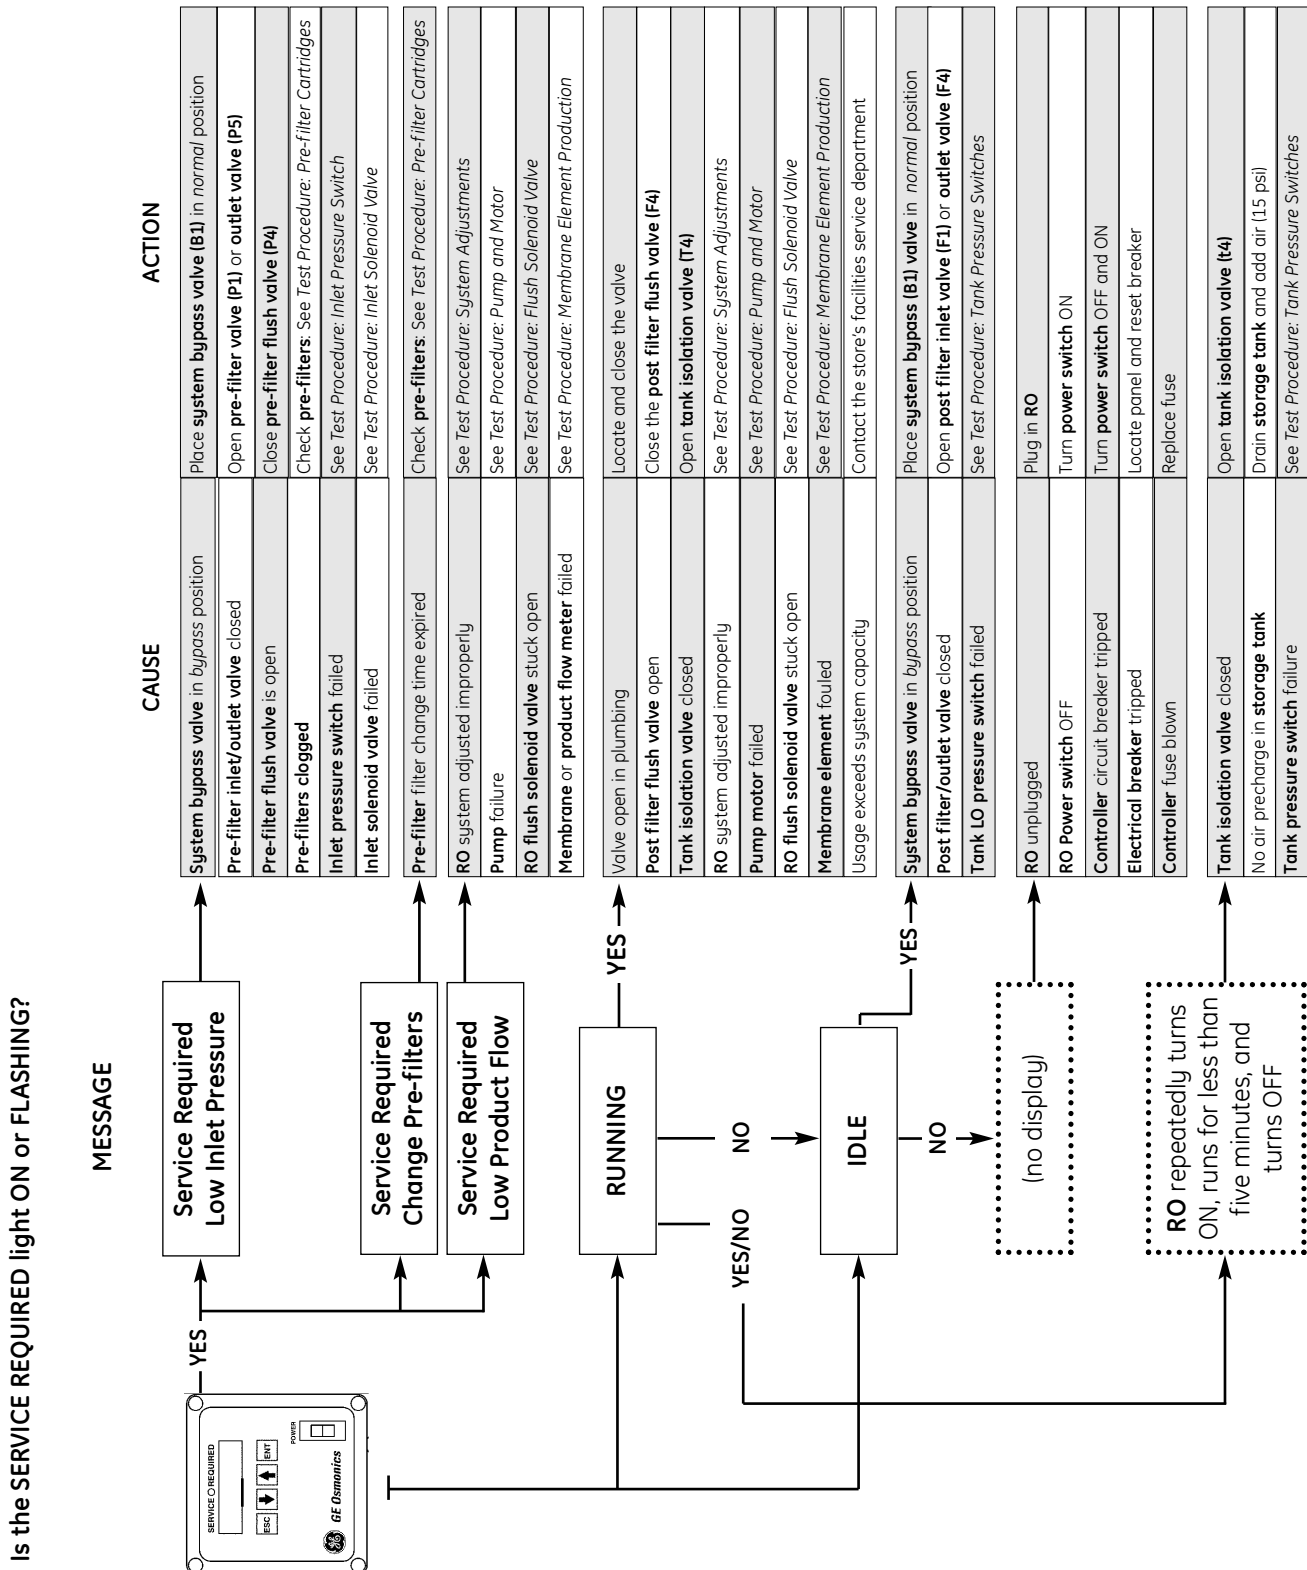 Is the SERVICE REQUIRED light ON or FLASHING?
MESSAGE
CAUSE
ACTION
SERVICE REQUIRED
ESC
ENT
POWER
GE Osmonics
YES
Service Required
Low Inlet Pressure
System bypass valve in bypass position
Place system bypass valve (B1) in normal position
Pre-filter inlet/outlet valve closed
Open pre-filter valve (P1) or outlet valve (P5)
Pre-filter flush valve is open
Close pre-filter flush valve (P4)
Pre-filters clogged
Check pre-filters: See Test Procedure: Pre-filter Cartridges
Inlet pressure switch failed
See Test Procedure: Inlet Pressure Switch
Inlet solenoid valve failed
See Test Procedure: Inlet Solenoid Valve
Service Required
Change Pre-filters
Pre-filter filter change time expired
Check pre-filters: See Test Procedure: Pre-filter Cartridges
Service Required
Low Product Flow
RO system adjusted improperly
See Test Procedure: System Adjustments
Pump failure
See Test Procedure: Pump and Motor
RO flush solenoid valve stuck open
See Test Procedure: Flush Solenoid Valve
Membrane or product flow meter failed
See Test Procedure: Membrane Element Production
RUNNING
YES
Valve open in plumbing
Locate and close the valve
Post filter flush valve open
Close the post filter flush valve (F4)
Tank isolation valve closed
Open tank isolation valve (T4)
RO system adjusted improperly
See Test Procedure: System Adjustments
Pump motor failed
See Test Procedure: Pump and Motor
RO flush solenoid valve stuck open
See Test Procedure: Flush Solenoid Valve
Membrane element fouled
See Test Procedure: Membrane Element Production
Usage exceeds system capacity
Contact the store's facilities service department
YES/NO
NO
IDLE
YES
System bypass valve in bypass position
Place system bypass (B1) valve in normal position
Post filter/outlet valve closed
Open post filter inlet valve (F1) or outlet valve (F4)
Tank LO pressure switch failed
See Test Procedure: Tank Pressure Switches
NO
(no display)
RO unplugged
Plug in RO
RO Power switch OFF
Turn power switch ON
Controller circuit breaker tripped
Turn power switch OFF and ON
Electrical breaker tripped
Locate panel and reset breaker
Controller fuse blown
Replace fuse
RO repeatedly turns
ON, runs for less than
five minutes, and
turns OFF
Tank isolation valve closed
Open tank isolation valve (t4)
No air precharge in storage tank
Drain storage tank and add air (15 psi)
Tank pressure switch failure
See Test Procedure: Tank Pressure Switches